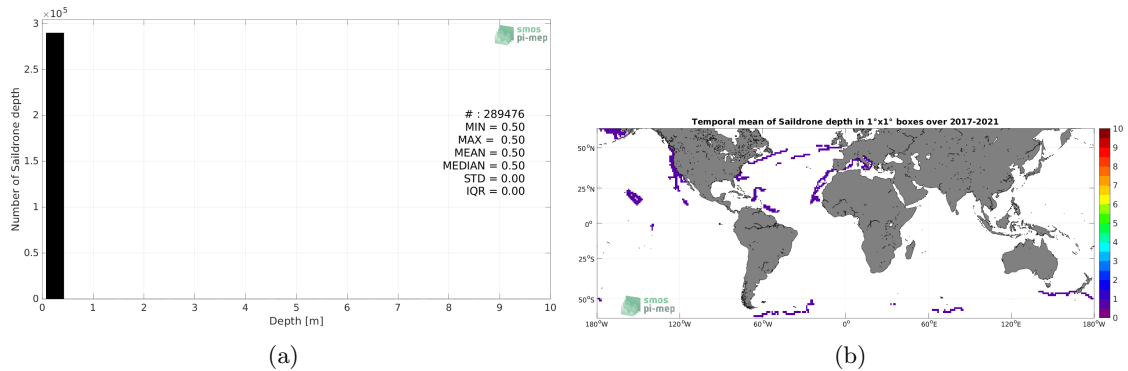 ×10⁵
3
2.5
2
1.5
1
0.5
0
Number of Saildrone depth
smos
pi-mep
# : 289476
MIN = 0.50
MAX = 0.50
MEAN = 0.50
MEDIAN = 0.50
STD = 0.00
IQR = 0.00
0 1 2 3 4 5 6 7 8 9 10
Depth [m]
(a)
Temporal mean of Saildrone depth in 1°x1° boxes over 2017-2021
50°N
25°N
0°
25°S
50°S
smos
pi-mep
180°W 120°W 60°W 0°W 60°E 120°E 180°W
10
9
8
7
6
5
4
3
2
1
0
(b)